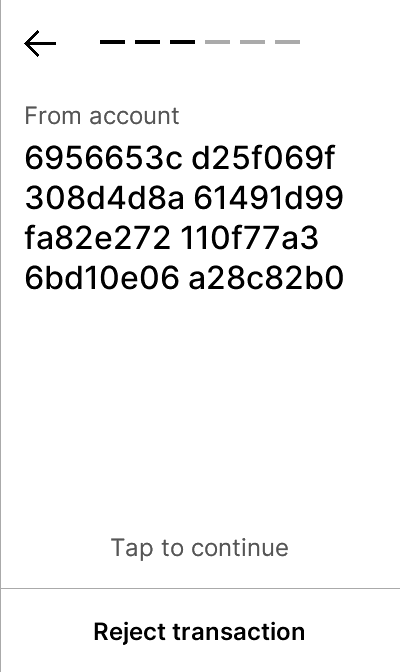 From account
6956653c d25f069f
308d4d8a 61491d99
fa82e272 110f77a3
6bd10e06 a28c82b0
Tap to continue
Reject transaction